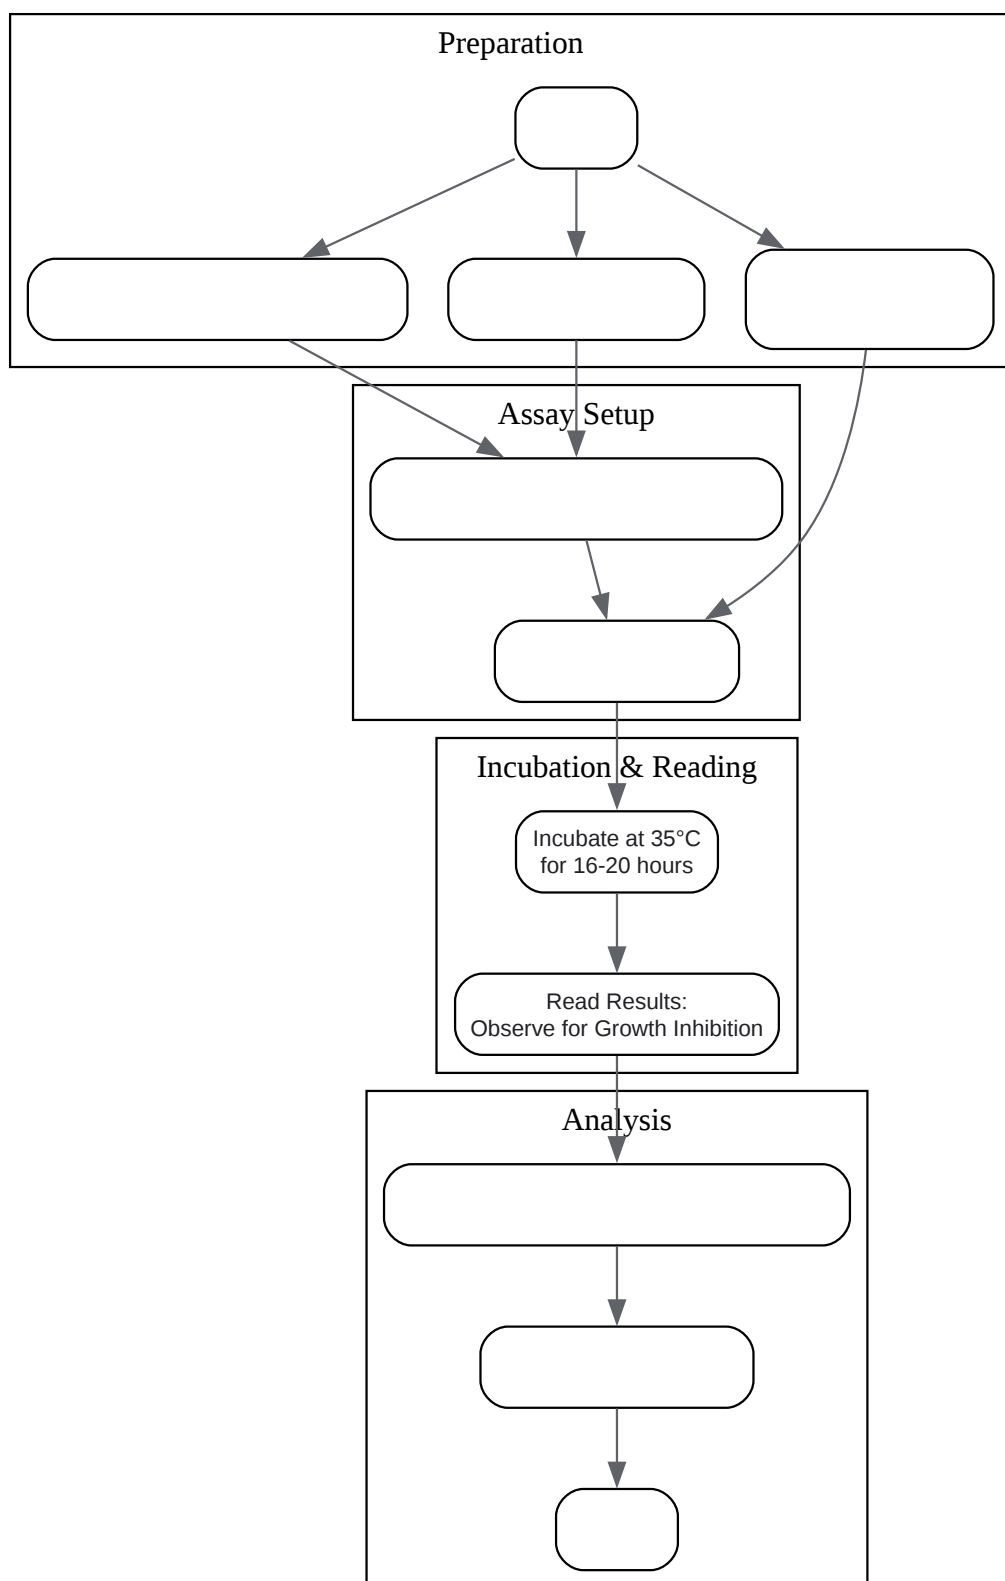 Preparation
Assay Setup
Incubation & Reading
Incubate at 35°C
for 16-20 hours
Read Results:
Observe for Growth Inhibition
Analysis